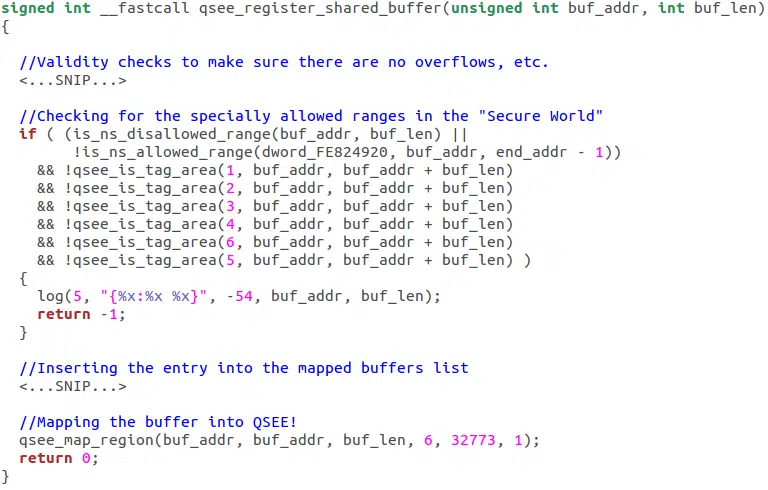 signed int __fastcall qsee_register_shared_buffer(unsigned int buf_addr, int buf_len)
{
//Validity checks to make sure there are no overflows, etc.
<...SNIP...>
//Checking for the specially allowed ranges in the "Secure World"
if ( (is_ns_disallowed_range(buf_addr, buf_len) ||
!is_ns_allowed_range(dword_FE824920, buf_addr, end_addr - 1))
&& !qsee_is_tag_area(1, buf_addr, buf_addr + buf_len)
&& !qsee_is_tag_area(2, buf_addr, buf_addr + buf_len)
&& !qsee_is_tag_area(3, buf_addr, buf_addr + buf_len)
&& !qsee_is_tag_area(4, buf_addr, buf_addr + buf_len)
&& !qsee_is_tag_area(6, buf_addr, buf_addr + buf_len)
&& !qsee_is_tag_area(5, buf_addr, buf_addr + buf_len) )
{
log(5, "{%x:%x %x}", -54, buf_addr, buf_len);
return -1;
}
//Inserting the entry into the mapped buffers list
<...SNIP...>
//Mapping the buffer into QSEE!
qsee_map_region(buf_addr, buf_addr, buf_len, 6, 32773, 1);
return 0;
}